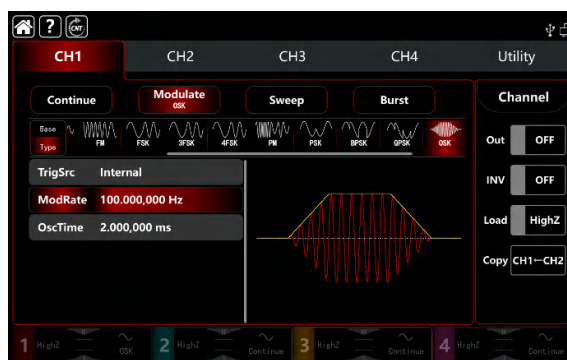 ? CNT
CH1 CH2 CH3 CH4 Utility
Continue Modulate OSK Sweep Burst Channel
Base Type FM FSK 3FSK 4FSK PM PSK BPSK QPSK OSK
Out OFF
TrigSrc Internal
INV OFF
ModRate 100.000,000 Hz
Load HighZ
OscTime 2.000,000 ms
Copy CH1←CH2
1 HighZ OSK 2 HighZ Continue 3 HighZ Continue 4 HighZ